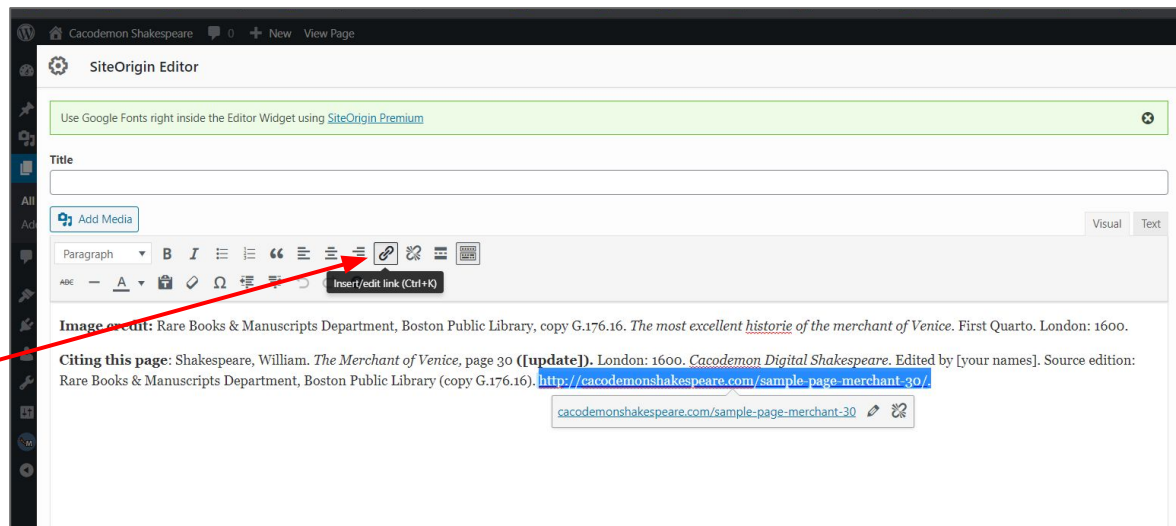 Cacodemon Shakespeare 0 + New View Page
SiteOrigin Editor
Use Google Fonts right inside the Editor Widget using SiteOrigin Premium
Title
All
Add Media
Visual Text
Paragraph B I
ABC A Ω
Insert/edit link (Ctrl+K)
Image credit: Rare Books & Manuscripts Department, Boston Public Library, copy G.176.16. The most excellent historie of the merchant of Venice. First Quarto. London: 1600.
Citing this page: Shakespeare, William. The Merchant of Venice, page 30 ([update]). London: 1600. Cacodemon Digital Shakespeare. Edited by [your names]. Source edition:
Rare Books & Manuscripts Department, Boston Public Library (copy G.176.16). http://cacodemonshakespeare.com/sample-page-merchant-30/.
cacodemonshakespeare.com/sample-page-merchant-30